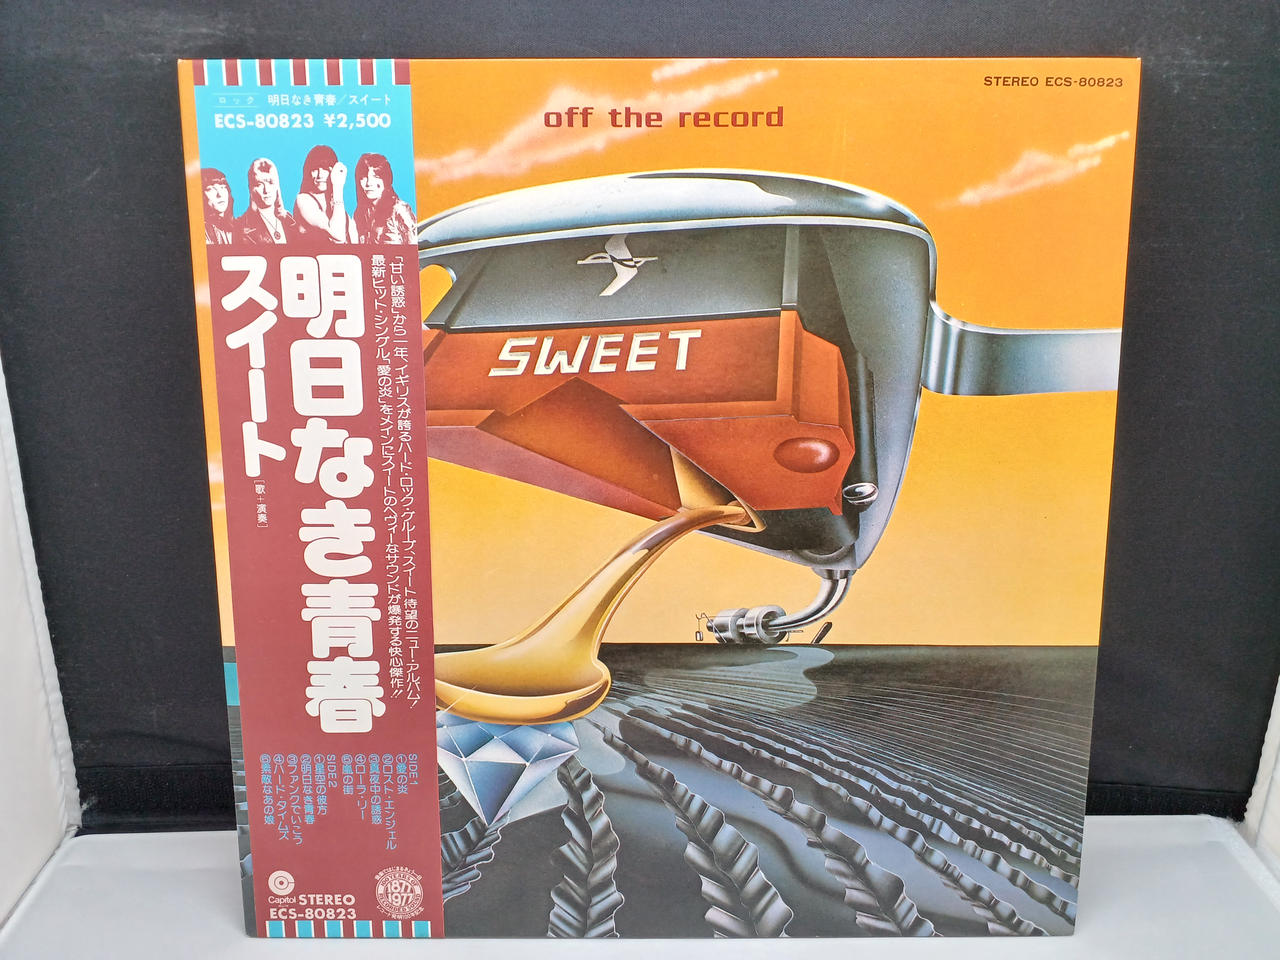 STEREO ECS-80823
off the record
SWEET
ロック 明日なき青春／スイート
ECS-80823 ¥2,500
「甘い誘惑」から一年、イギリスが誇るハード・ロック・グループ、スイート待望のニュー・アルバム!
最新ヒット・シングル「愛の炎」をメインにスイートのヘヴィーなサウンドが爆発する快心傑作!!
明日なき青春
スイート
[歌+演奏]
SIDE・1
①愛の炎
②ロスト・エンジェル
③真夜中の誘惑
④ローラ・リー
⑤嵐の街
SIDE・2
①星空の彼方
②明日なき青春
③ファンクでいこう
④ハード・タイムズ
⑤素敵なあの娘
Capitol STEREO
ECS-80823
1877
1977